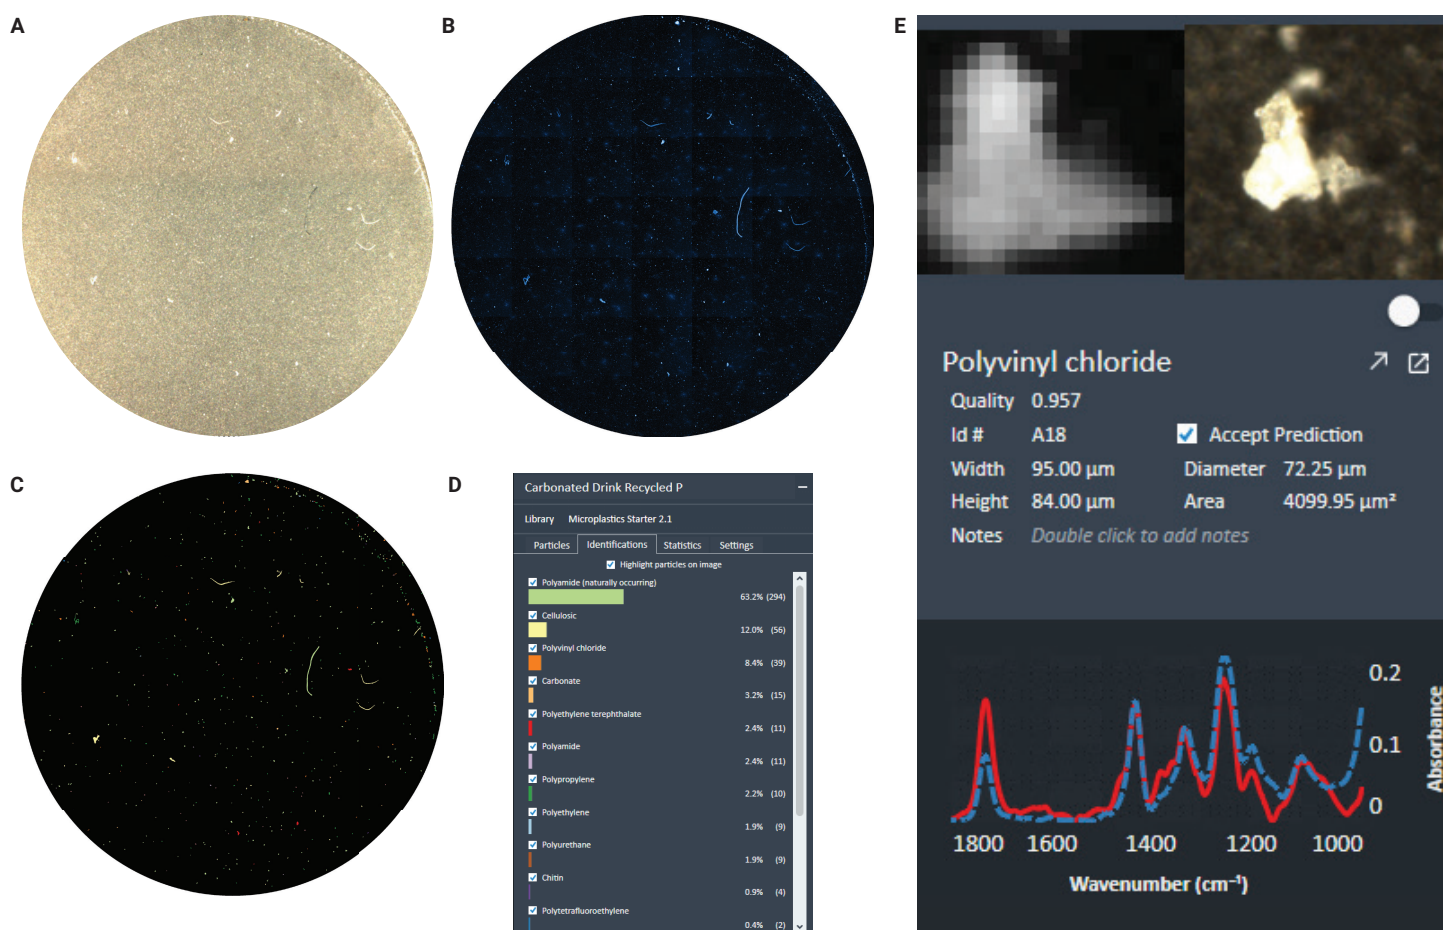 A
B
C
D
Carbonated Drink Recycled P
Library Microplastics Starter 2.1
Particles Identifications Statistics Settings
Highlight particles on image
Polyamide (naturally occurring)
63.2% (294)
Cellulosic
12.0% (56)
Polyvinyl chloride
8.4% (39)
Carbonate
3.2% (15)
Polyethylene terephthalate
2.4% (11)
Polyamide
2.4% (11)
Polypropylene
2.2% (10)
Polyethylene
1.9% (9)
Polyurethane
1.9% (9)
Chitin
0.9% (4)
Polytetrafluoroethylene
0.4% (2)
E
Polyvinyl chloride
Quality 0.957
Id # A18 Accept Prediction
Width 95.00 µm Diameter 72.25 µm
Height 84.00 µm Area 4099.95 µm²
Notes Double click to add notes
0.2
0.1
0
Absorbance
1800 1600 1400 1200 1000
Wavenumber (cm⁻¹)